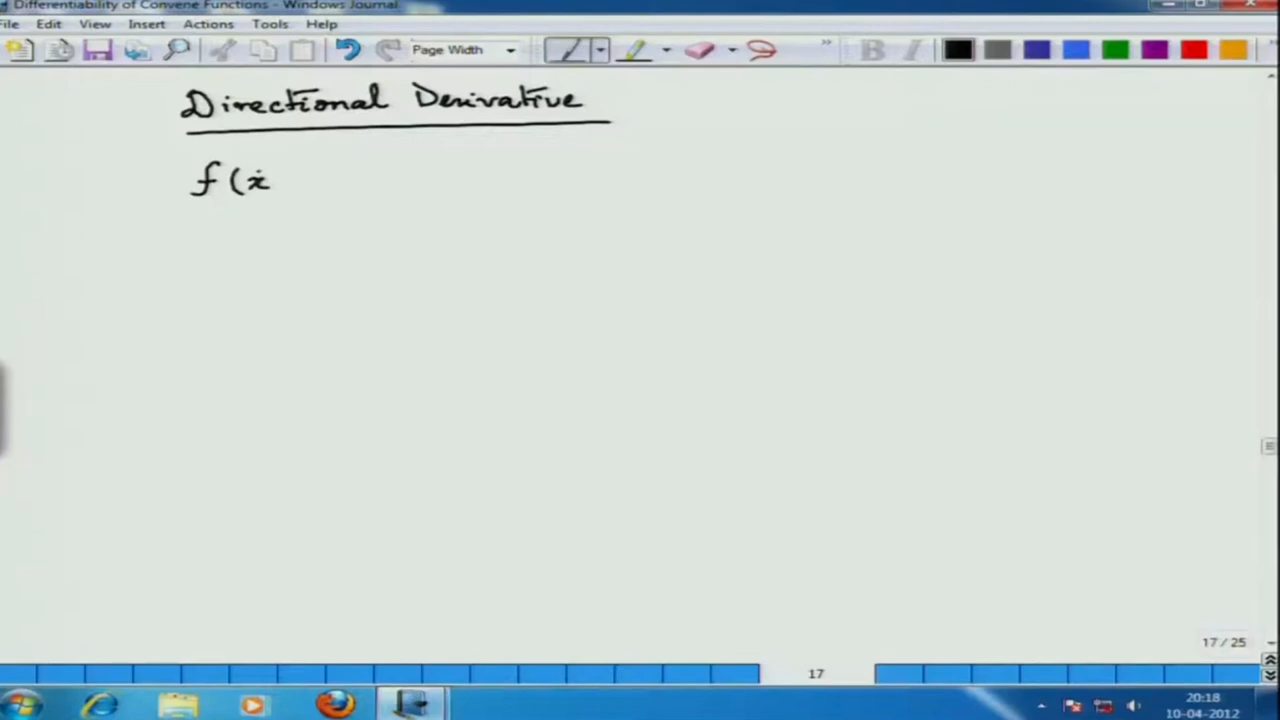 Differentiability of Convene Functions - Windows Journal
File Edit View Insert Actions Tools Help
Page Width B I
Directional Derivative
f(ẋ
17 / 25
17
20:18
10-04-2012